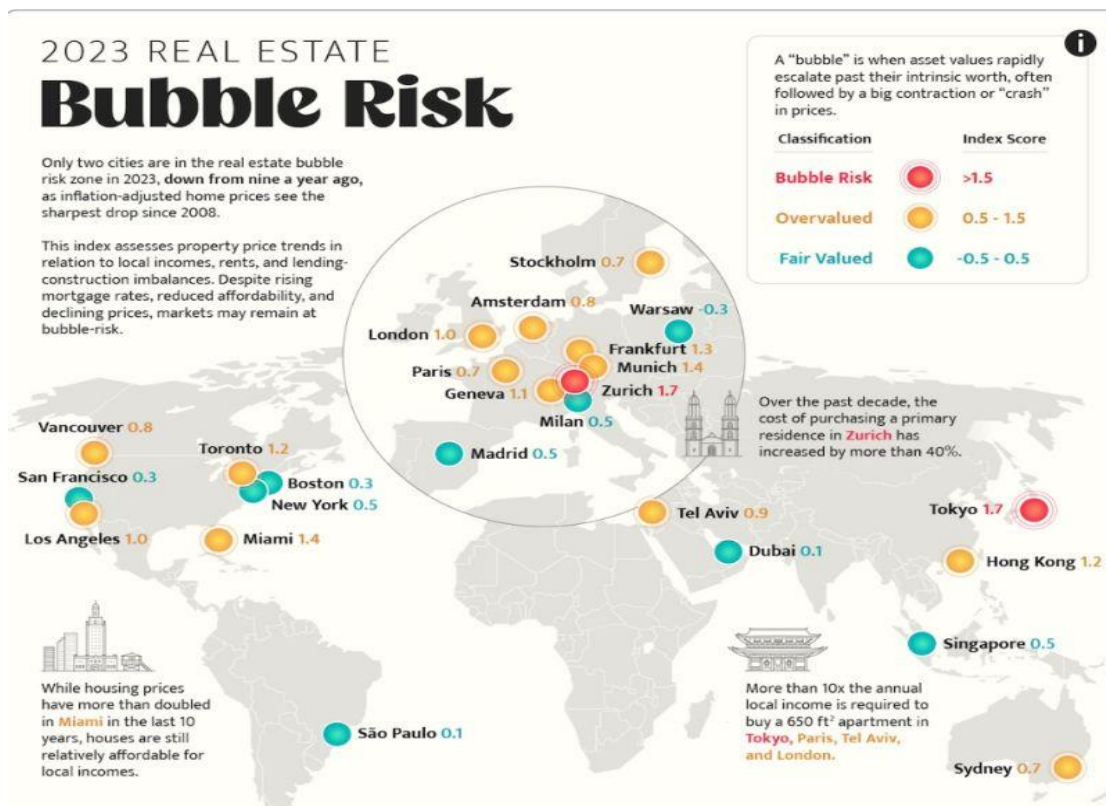 2023 REAL ESTATE
Bubble Risk
Only two cities are in the real estate bubble
risk zone in 2023, down from nine a year ago,
as inflation-adjusted home prices see the
sharpest drop since 2008.
This index assesses property price trends in
relation to local incomes, rents, and lending-
construction imbalances. Despite rising
mortgage rates, reduced affordability, and
declining prices, markets may remain at
bubble-risk.
i
A “bubble” is when asset values rapidly
escalate past their intrinsic worth, often
followed by a big contraction or “crash”
in prices.
Classification Index Score
Bubble Risk >1.5
Overvalued 0.5 - 1.5
Fair Valued -0.5 - 0.5
Stockholm 0.7
Amsterdam 0.8
Warsaw -0.3
London 1.0
Frankfurt 1.3
Paris 0.7
Munich 1.4
Geneva 1.1
Zurich 1.7
Milan 0.5
Madrid 0.5
Over the past decade, the
cost of purchasing a primary
residence in Zurich has
increased by more than 40%.
Vancouver 0.8
Toronto 1.2
San Francisco 0.3
Boston 0.3
New York 0.5
Los Angeles 1.0
Miami 1.4
Tel Aviv 0.9
Dubai 0.1
Tokyo 1.7
Hong Kong 1.2
Singapore 0.5
While housing prices
have more than doubled
in Miami in the last 10
years, houses are still
relatively affordable for
local incomes.
São Paulo 0.1
More than 10x the annual
local income is required to
buy a 650 ft² apartment in
Tokyo, Paris, Tel Aviv,
and London.
Sydney 0.7